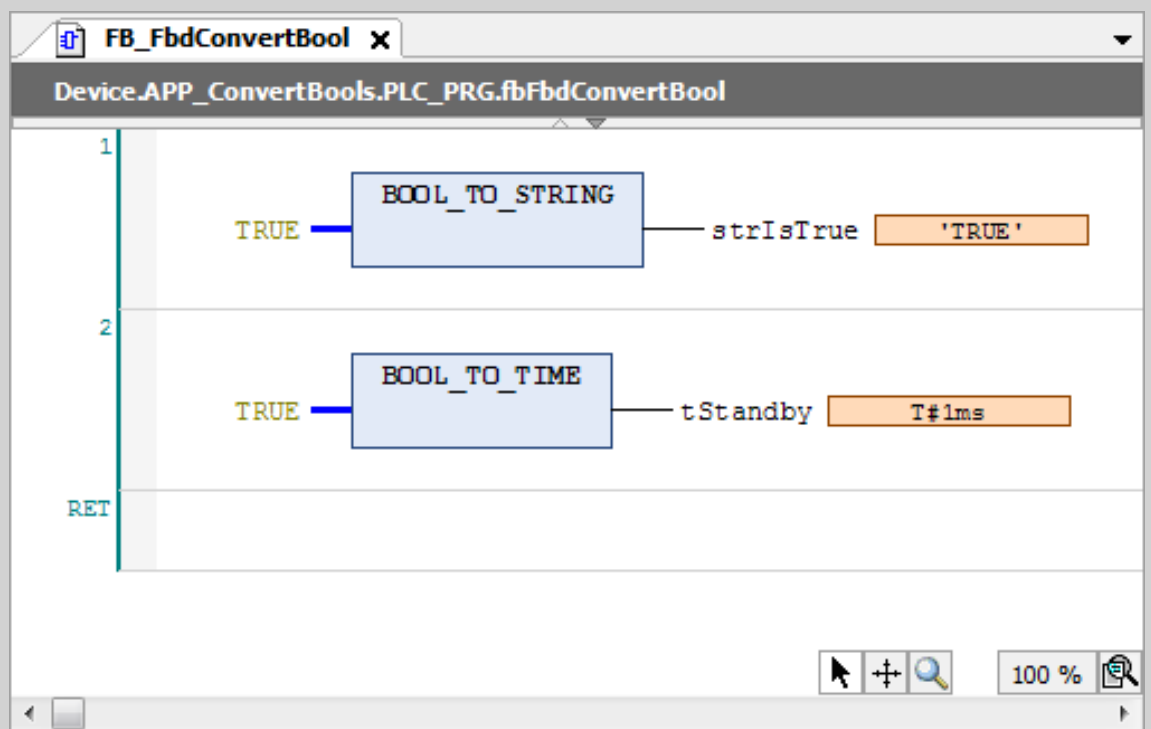 FB_FbdConvertBool
Device.APP_ConvertBools.PLC_PRG.fbFbdConvertBool
1
BOOL_TO_STRING
TRUE strIsTrue 'TRUE'
2
BOOL_TO_TIME
TRUE tStandby T#1ms
RET
100 %